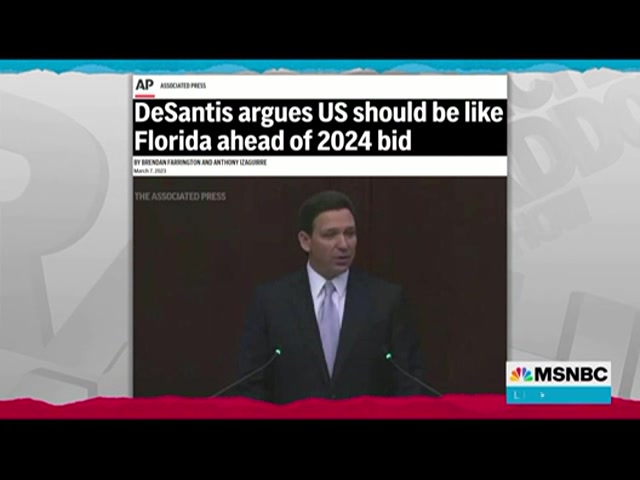 AP ASSOCIATED PRESS
DeSantis argues US should be like
Florida ahead of 2024 bid
BY BRENDAN FARRINGTON AND ANTHONY IZAGUIRRE
March 7, 2023
THE ASSOCIATED PRESS
MSNBC